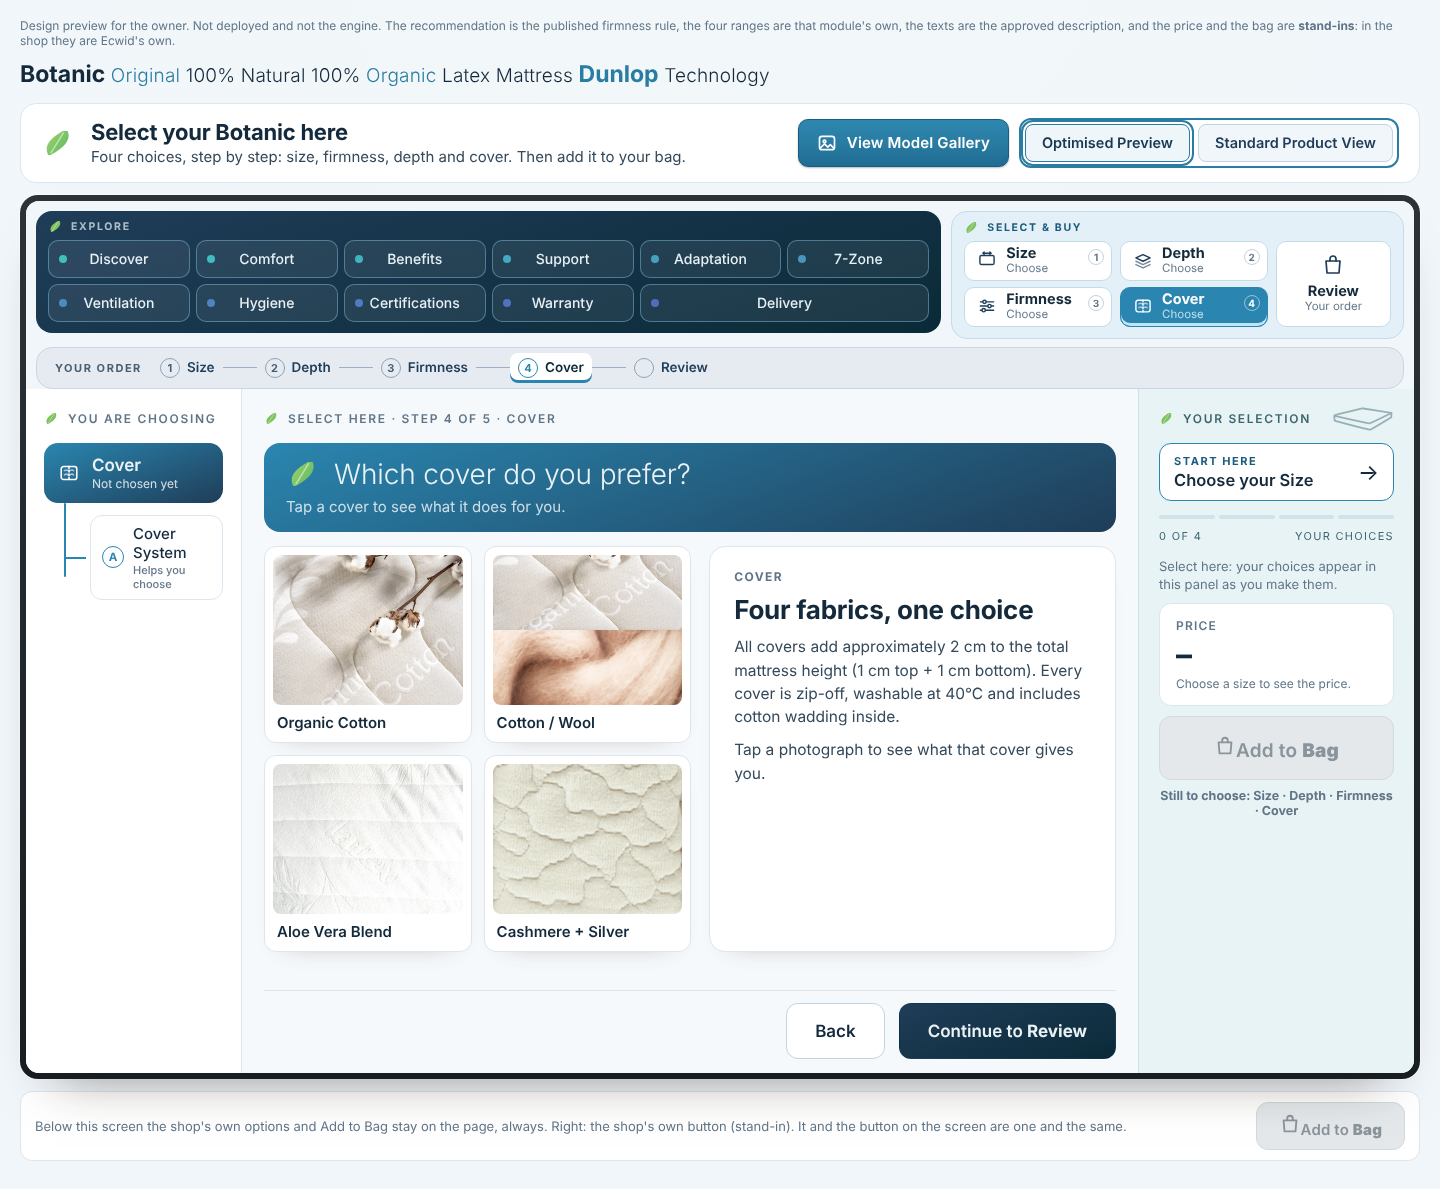 Design preview for the owner. Not deployed and not the engine. The recommendation is the published firmness rule, the four ranges are that module's own, the texts are the approved description, and the price and the bag are stand-ins: in the
shop they are Ecwid's own.
Botanic Original 100% Natural 100% Organic Latex Mattress Dunlop Technology
Select your Botanic here
Four choices, step by step: size, firmness, depth and cover. Then add it to your bag.
View Model Gallery
Optimised Preview
Standard Product View
EXPLORE
Discover
Comfort
Benefits
Support
Adaptation
7-Zone
Ventilation
Hygiene
Certifications
Warranty
Delivery
SELECT & BUY
Size
Choose
1
Depth
Choose
2
Firmness
Choose
3
Cover
Choose
4
Review
Your order
YOUR ORDER
1 Size
2 Depth
3 Firmness
4 Cover
Review
YOU ARE CHOOSING
Cover
Not chosen yet
A
Cover
System
Helps you
choose
SELECT HERE · STEP 4 OF 5 · COVER
Which cover do you prefer?
Tap a cover to see what it does for you.
Organic Cotton
Cotton / Wool
Aloe Vera Blend
Cashmere + Silver
COVER
Four fabrics, one choice
All covers add approximately 2 cm to the total
mattress height (1 cm top + 1 cm bottom). Every
cover is zip-off, washable at 40°C and includes
cotton wadding inside.
Tap a photograph to see what that cover gives
you.
Back
Continue to Review
YOUR SELECTION
START HERE
Choose your Size
0 OF 4
YOUR CHOICES
Select here: your choices appear in
this panel as you make them.
PRICE
–
Choose a size to see the price.
Add to Bag
Still to choose: Size · Depth · Firmness
· Cover
Below this screen the shop's own options and Add to Bag stay on the page, always. Right: the shop's own button (stand-in). It and the button on the screen are one and the same.
Add to Bag